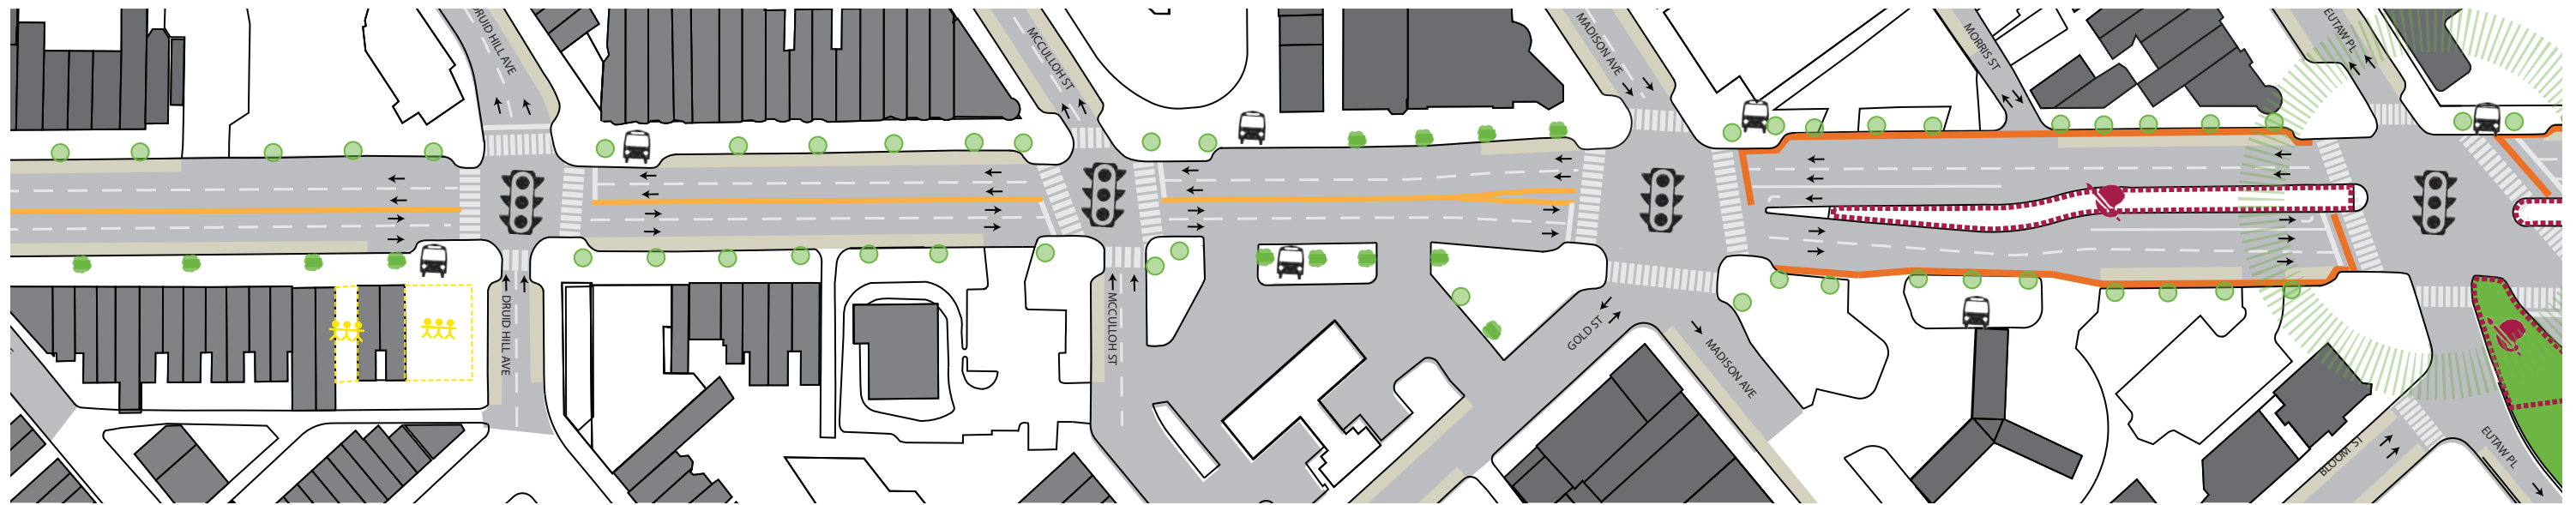 DRUID HILL AVE
MCCULLOH ST
MADISON AVE
MORRIS ST
EUTAW PL
DRUID HILL AVE
MCCULLOH ST
GOLD ST
MADISON AVE
BLOOM ST
EUTAW PL